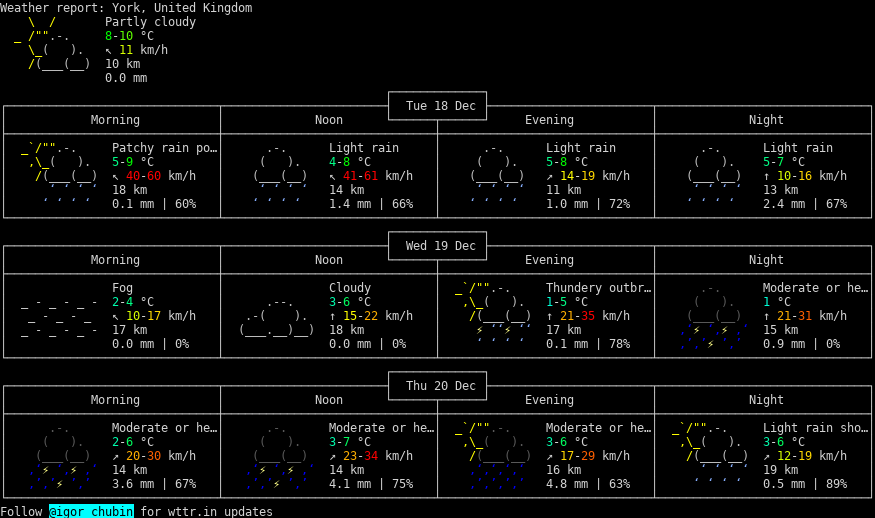 Weather report: York, United Kingdom
Partly cloudy
8-10 °C
↖ 11 km/h
10 km
0.0 mm
Tue 18 Dec
Morning Noon Evening Night
Patchy rain po… Light rain Light rain Light rain
5-9 °C 4-8 °C 5-8 °C 5-7 °C
↖ 40-60 km/h ↖ 41-61 km/h ↗ 14-19 km/h ↑ 10-16 km/h
18 km 14 km 11 km 13 km
0.1 mm | 60% 1.4 mm | 66% 1.0 mm | 72% 2.4 mm | 67%
Wed 19 Dec
Morning Noon Evening Night
Fog Cloudy Thundery outbr… Moderate or he…
2-4 °C 3-6 °C 1-5 °C 1 °C
↖ 10-17 km/h ↑ 15-22 km/h ↑ 21-35 km/h ↑ 21-31 km/h
17 km 18 km 17 km 15 km
0.0 mm | 0% 0.0 mm | 0% 0.1 mm | 78% 0.9 mm | 0%
Thu 20 Dec
Morning Noon Evening Night
Moderate or he… Moderate or he… Moderate or he… Light rain sho…
2-6 °C 3-7 °C 3-6 °C 3-6 °C
↗ 20-30 km/h ↗ 23-34 km/h ↗ 17-29 km/h ↗ 12-19 km/h
14 km 14 km 16 km 19 km
3.6 mm | 67% 4.1 mm | 75% 4.8 mm | 63% 0.5 mm | 89%
Follow @igor_chubin for wttr.in updates